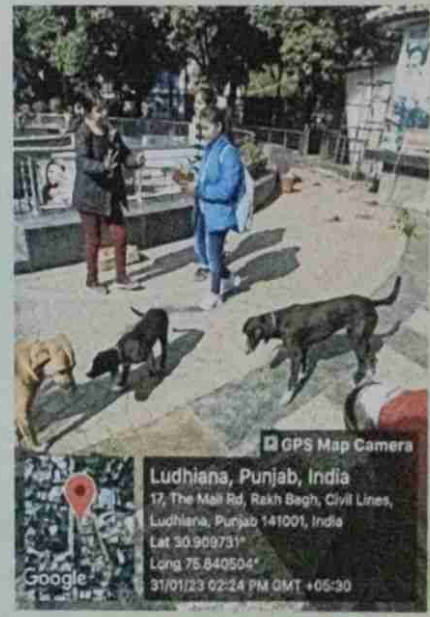 GPS Map Camera
Ludhiana, Punjab, India
17, The Mall Rd, Rakh Bagh, Civil Lines,
Ludhiana, Punjab 141001, India
Lat 30.909731°
Long 75.840504°
31/01/23 02:24 PM GMT +05:30
Google